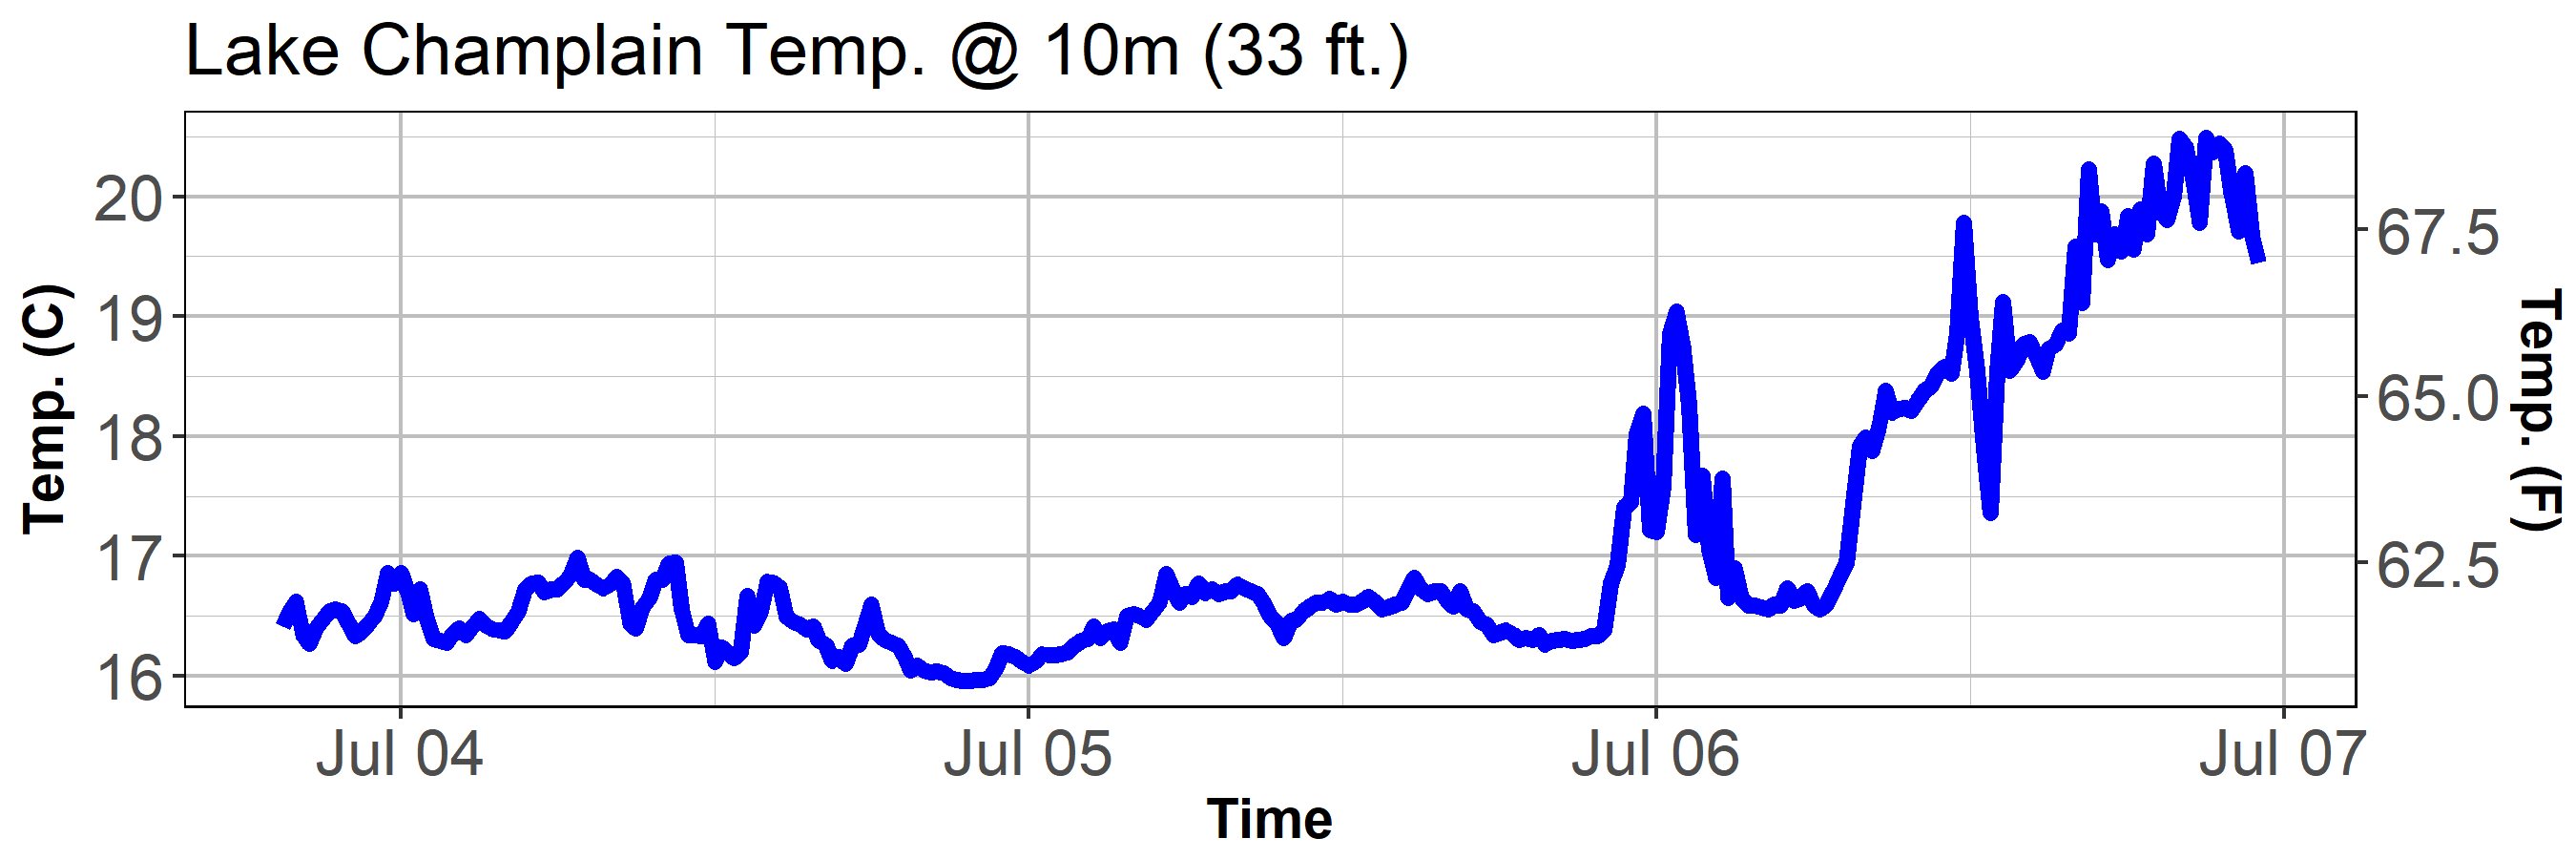 Lake Champlain Temp. @ 10m (33 ft.)
Temp. (C)
20
19
18
17
16
67.5
65.0
62.5
Temp. (F)
Jul 04 Jul 05 Jul 06 Jul 07
Time